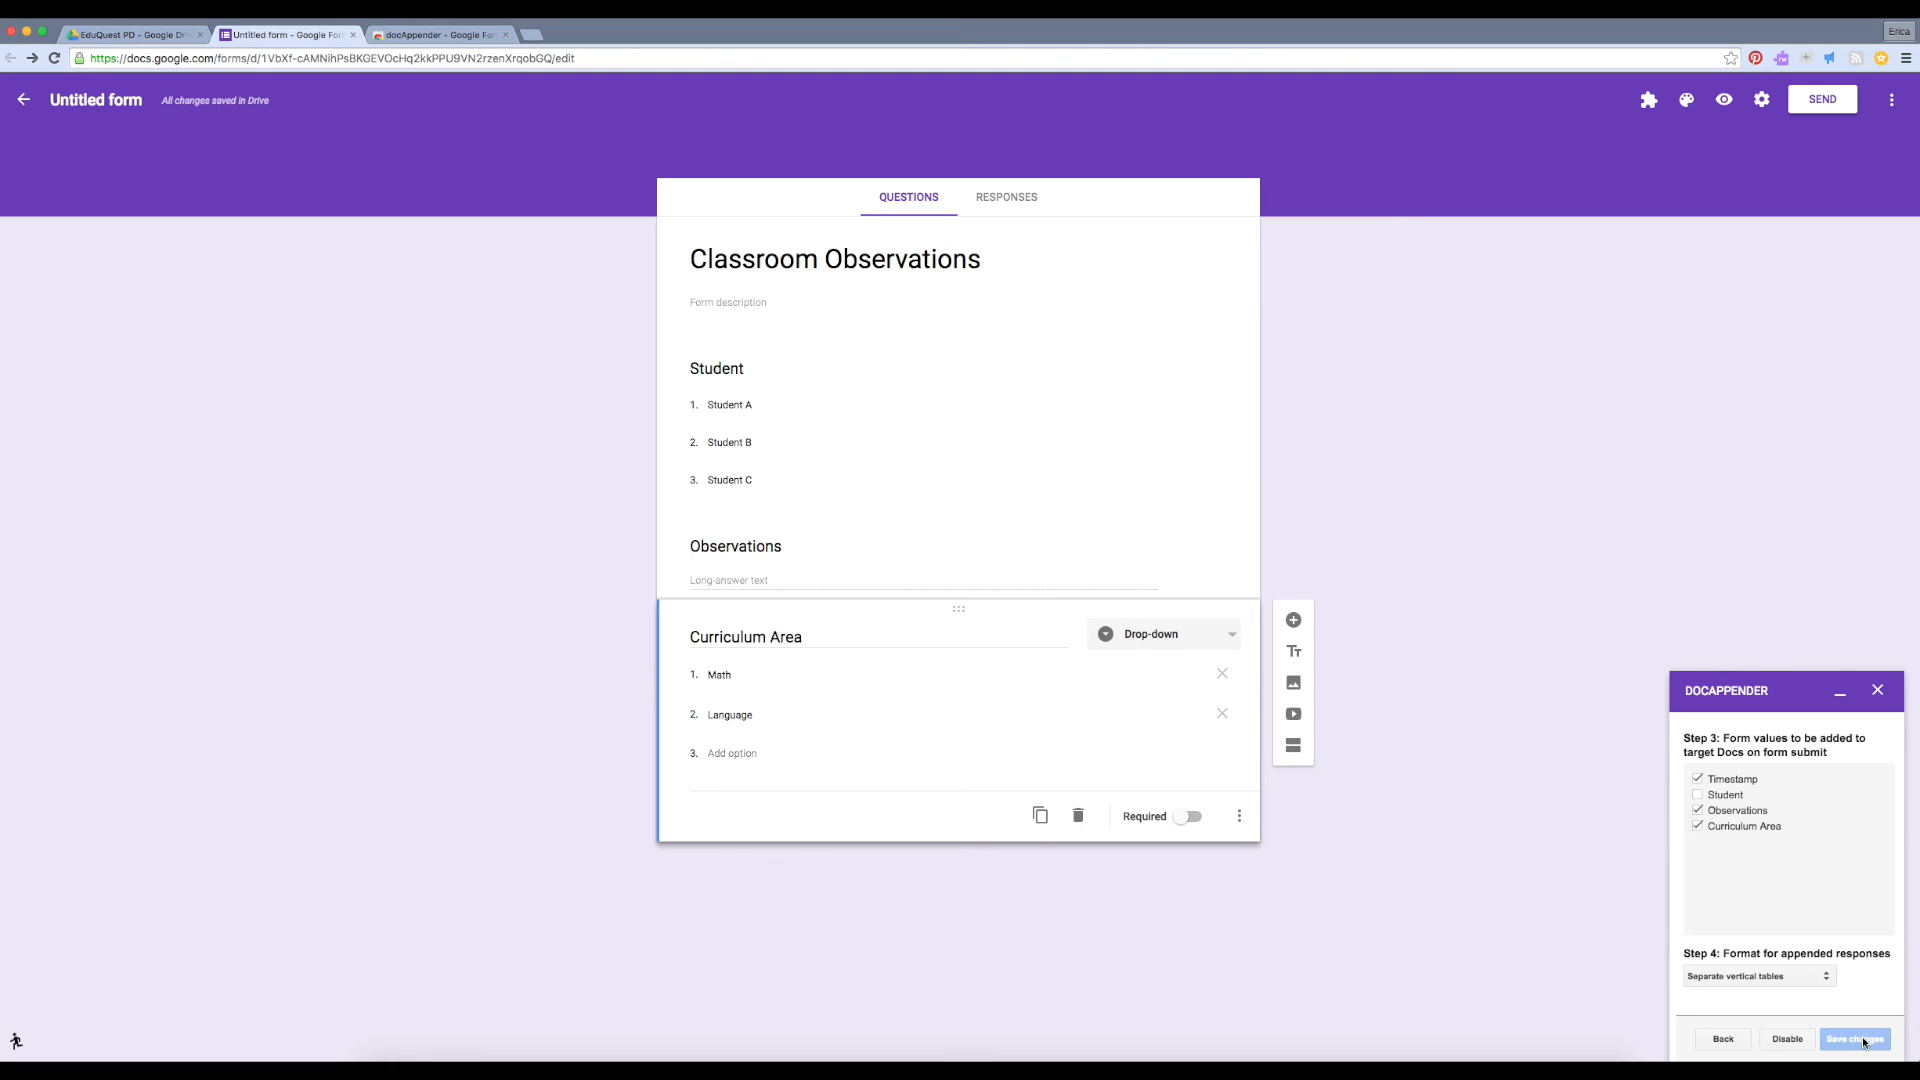 EduQuest PD - Google Dri
Untitled form - Google For
docAppender - Google For
Erica
https://docs.google.com/forms/d/1VbXf-cAMNihPsBKGEVOcHq2kkPPU9VN2rzenXrqobGQ/edit
Untitled form
All changes saved in Drive
SEND
QUESTIONS
RESPONSES
Classroom Observations
Form description
Student
1. Student A
2. Student B
3. Student C
Observations
Long-answer text
Curriculum Area
Drop-down
1. Math
2. Language
3. Add option
Required
DOCAPPENDER
Step 3: Form values to be added to
target Docs on form submit
Timestamp
Student
Observations
Curriculum Area
Step 4: Format for appended responses
Separate vertical tables
Back
Disable
Save changes